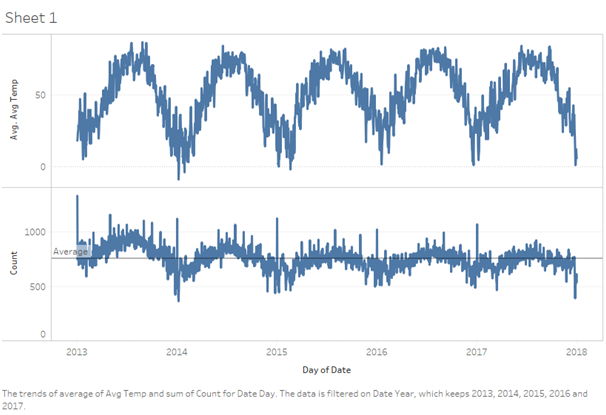 Sheet 1
Avg. Avg Temp
50
0
Count
1000
Average
500
0
2013 2014 2015 2016 2017 2018
Day of Date
The trends of average of Avg Temp and sum of Count for Date Day. The data is filtered on Date Year, which keeps 2013, 2014, 2015, 2016 and
2017.